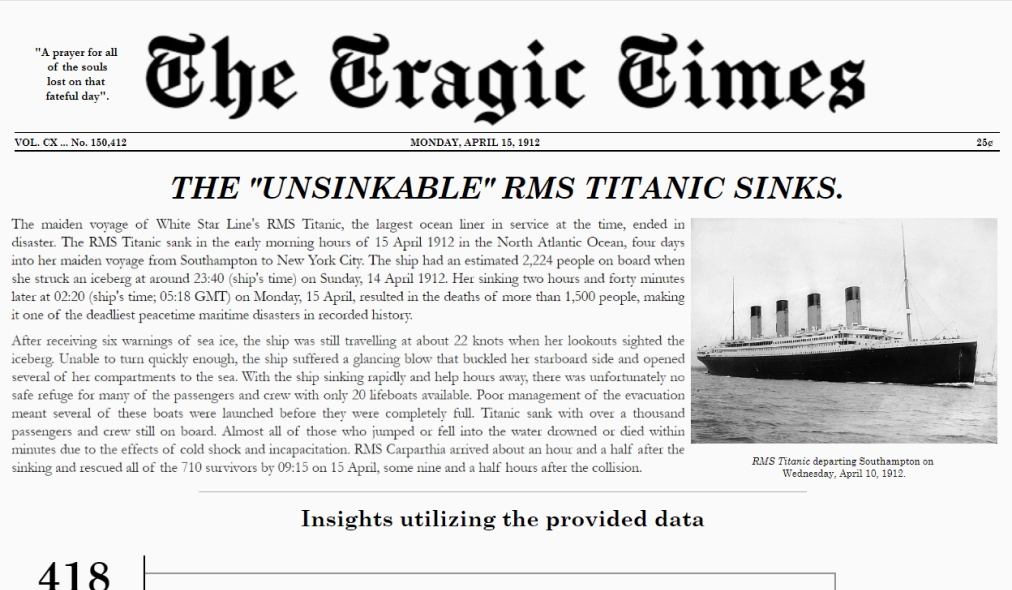 "A prayer for all
of the souls
lost on that
fateful day".
The Tragic Times
VOL. CX ... No. 150,412 MONDAY, APRIL 15, 1912 25¢
THE "UNSINKABLE" RMS TITANIC SINKS.
The maiden voyage of White Star Line's RMS Titanic, the largest ocean liner in service at the time, ended in
disaster. The RMS Titanic sank in the early morning hours of 15 April 1912 in the North Atlantic Ocean, four days
into her maiden voyage from Southampton to New York City. The ship had an estimated 2,224 people on board when
she struck an iceberg at around 23:40 (ship's time) on Sunday, 14 April 1912. Her sinking two hours and forty minutes
later at 02:20 (ship's time; 05:18 GMT) on Monday, 15 April, resulted in the deaths of more than 1,500 people, making
it one of the deadliest peacetime maritime disasters in recorded history.
After receiving six warnings of sea ice, the ship was still travelling at about 22 knots when her lookouts sighted the
iceberg. Unable to turn quickly enough, the ship suffered a glancing blow that buckled her starboard side and opened
several of her compartments to the sea. With the ship sinking rapidly and help hours away, there was unfortunately no
safe refuge for many of the passengers and crew with only 20 lifeboats available. Poor management of the evacuation
meant several of these boats were launched before they were completely full. Titanic sank with over a thousand
passengers and crew still on board. Almost all of those who jumped or fell into the water drowned or died within
minutes due to the effects of cold shock and incapacitation. RMS Carparthia arrived about an hour and a half after the
sinking and rescued all of the 710 survivors by 09:15 on 15 April, some nine and a half hours after the collision.
RMS Titanic departing Southampton on
Wednesday, April 10, 1912.
Insights utilizing the provided data
418